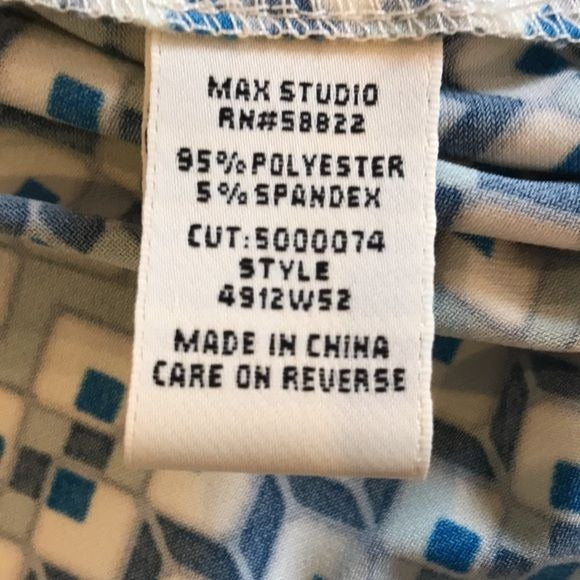 MAX STUDIO
RN#58822
95% POLYESTER
5% SPANDEX
CUT:5000074
STYLE
4912W52
MADE IN CHINA
CARE ON REVERSE